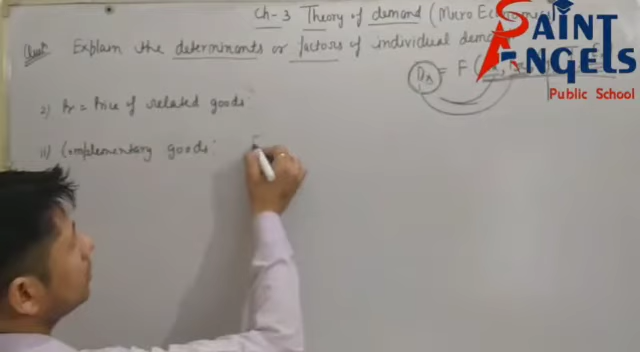 Ch-3 Theory of demand (Micro Economics)
Quest Explain the determinants or factors of individual dem
Dx = F (
2) Pr = Price of related goods:
ii) Complementary goods:
SAINT
ANGELS
Public School